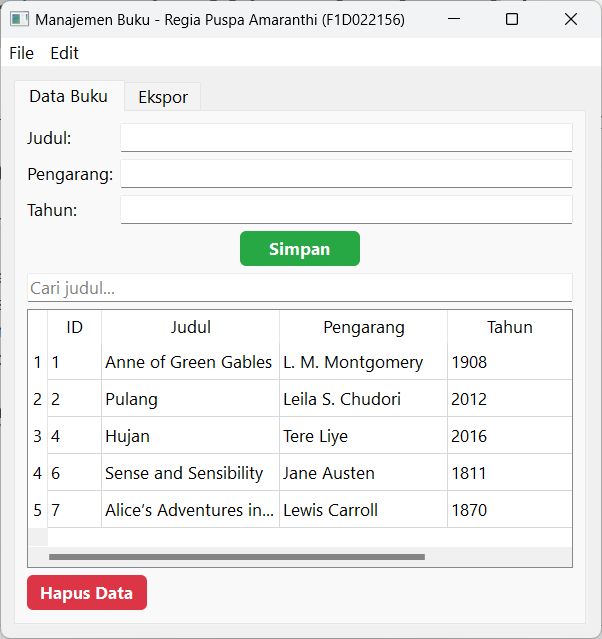 Manajemen Buku - Regia Puspa Amaranthi (F1D022156)
File Edit
Data Buku Ekspor
Judul:
Pengarang:
Tahun:
Simpan
Cari judul...
ID Judul Pengarang Tahun
1 1 Anne of Green Gables L. M. Montgomery 1908
2 2 Pulang Leila S. Chudori 2012
3 4 Hujan Tere Liye 2016
4 6 Sense and Sensibility Jane Austen 1811
5 7 Alice's Adventures in... Lewis Carroll 1870
Hapus Data